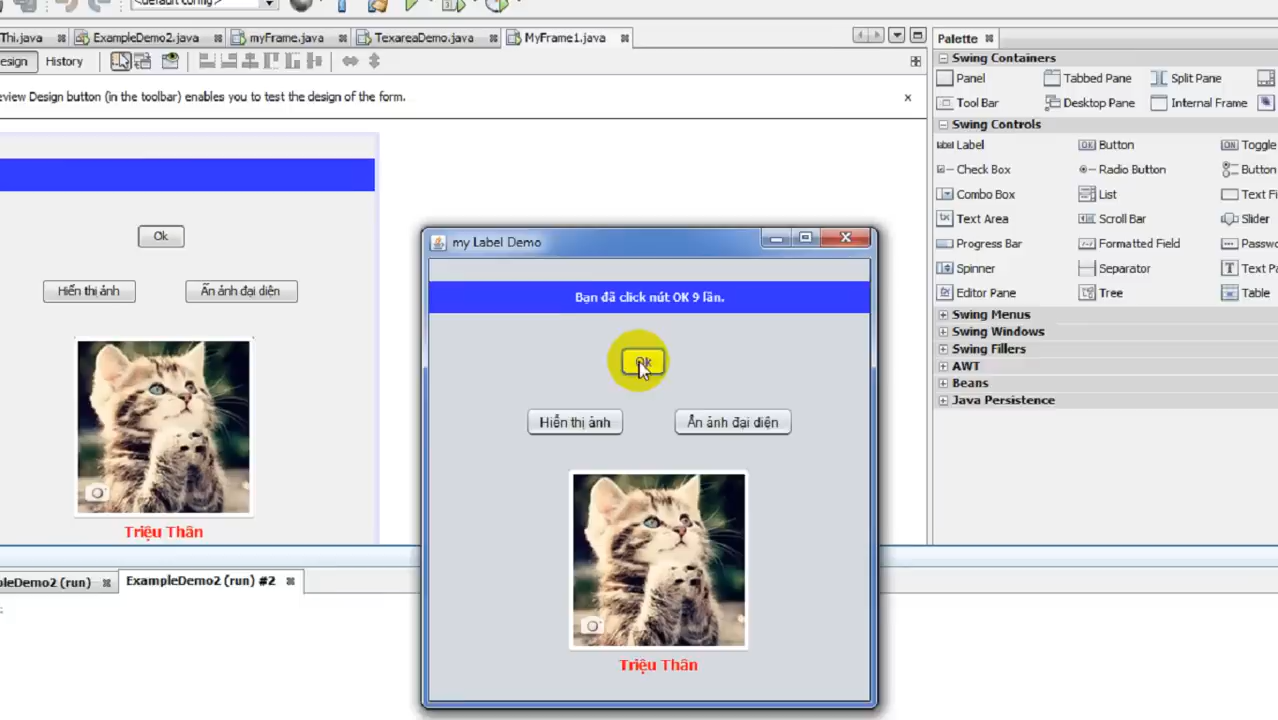 <default config>
Thi.java ExampleDemo2.java myFrame.java TexareaDemo.java MyFrame1.java
Palette
esign History
eview Design button (in the toolbar) enables you to test the design of the form.
Swing Containers
Panel Tabbed Pane Split Pane
Tool Bar Desktop Pane Internal Frame
Swing Controls
Label Button Toggle
Check Box Radio Button Button
Combo Box List Text Fi
Text Area Scroll Bar Slider
Progress Bar Formatted Field Passwo
Spinner Separator Text Pa
Editor Pane Tree Table
Swing Menus
Swing Windows
Swing Fillers
AWT
Beans
Java Persistence
Ok
Hiển thị ảnh Ẩn ảnh đại diện
Triệu Thân
my Label Demo
Bạn đã click nút OK 9 lần.
Ok
Hiển thị ảnh Ẩn ảnh đại diện
Triệu Thân
pleDemo2 (run) ExampleDemo2 (run) #2